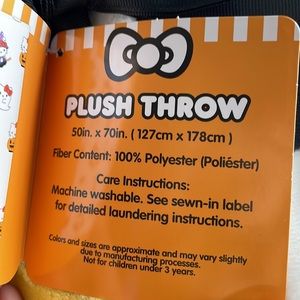 PLUSH THROW
50in. x 70in. ( 127cm x 178cm )
Fiber Content: 100% Polyester (Poliéster)
Care Instructions:
Machine washable. See sewn-in label
for detailed laundering instructions.
Colors and sizes are approximate and may vary slightly
due to manufacturing processes.
Not for children under 3 years.